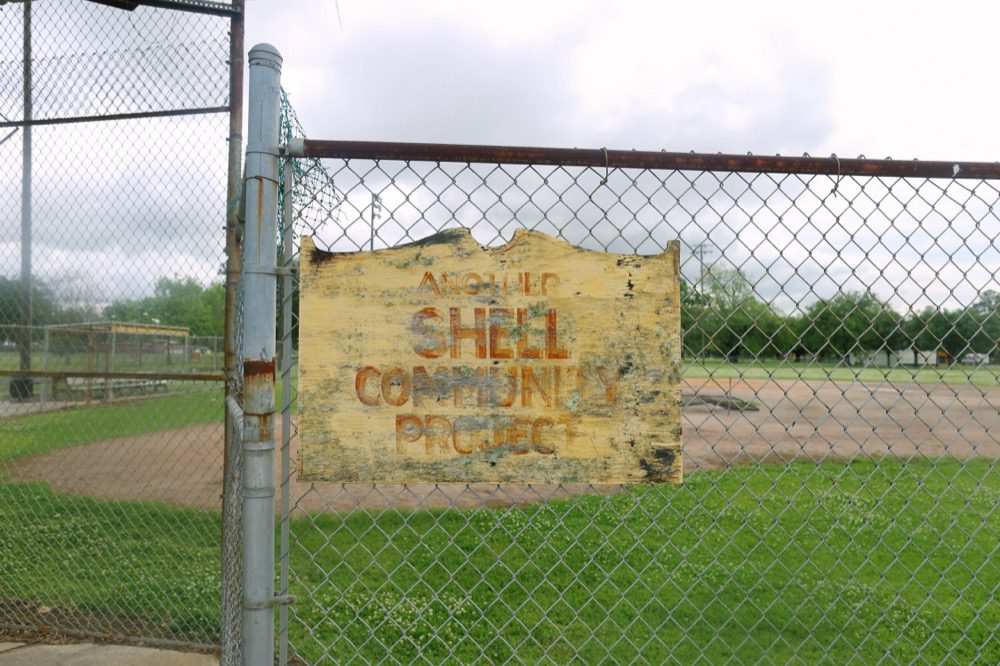 ANOTHER
SHELL
COMMUNITY
PROJECT